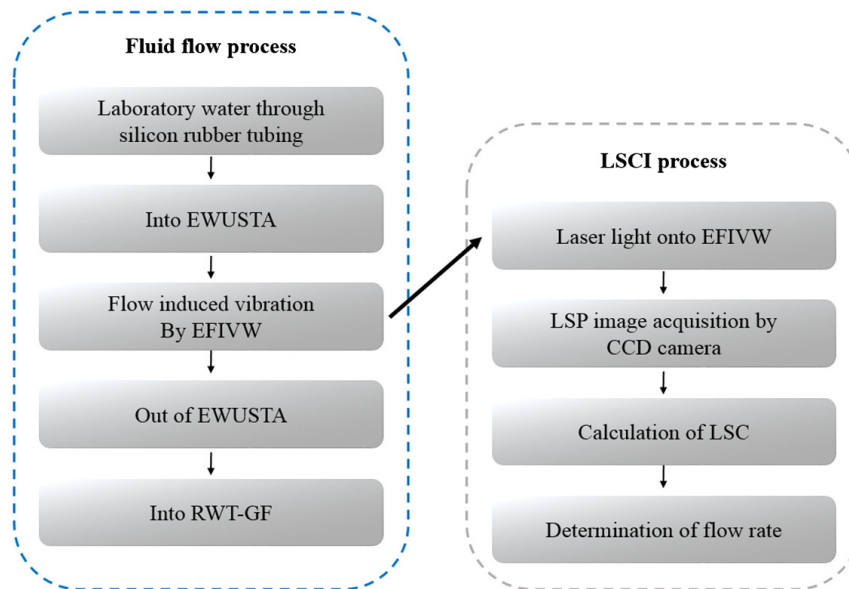 Fluid flow process
Laboratory water through
silicon rubber tubing
Into EWUSTA
Flow induced vibration
By EFIVW
Out of EWUSTA
Into RWT-GF
LSCI process
Laser light onto EFIVW
LSP image acquisition by
CCD camera
Calculation of LSC
Determination of flow rate